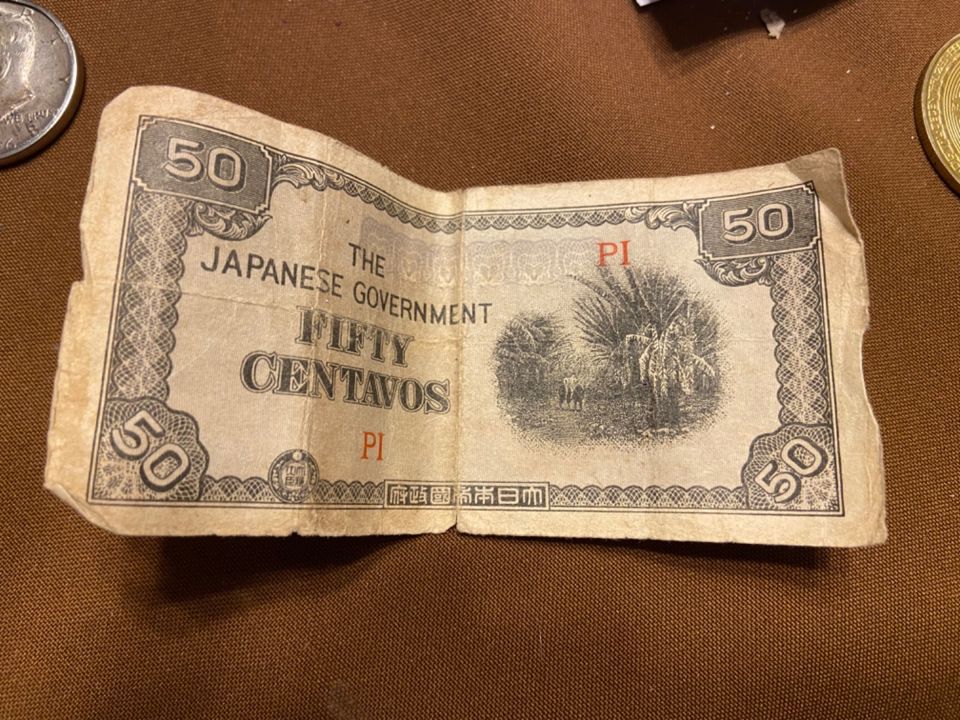 50
50
PI
THE
JAPANESE GOVERNMENT
FIFTY
CENTAVOS
PI
50
50
大日本帝國政府